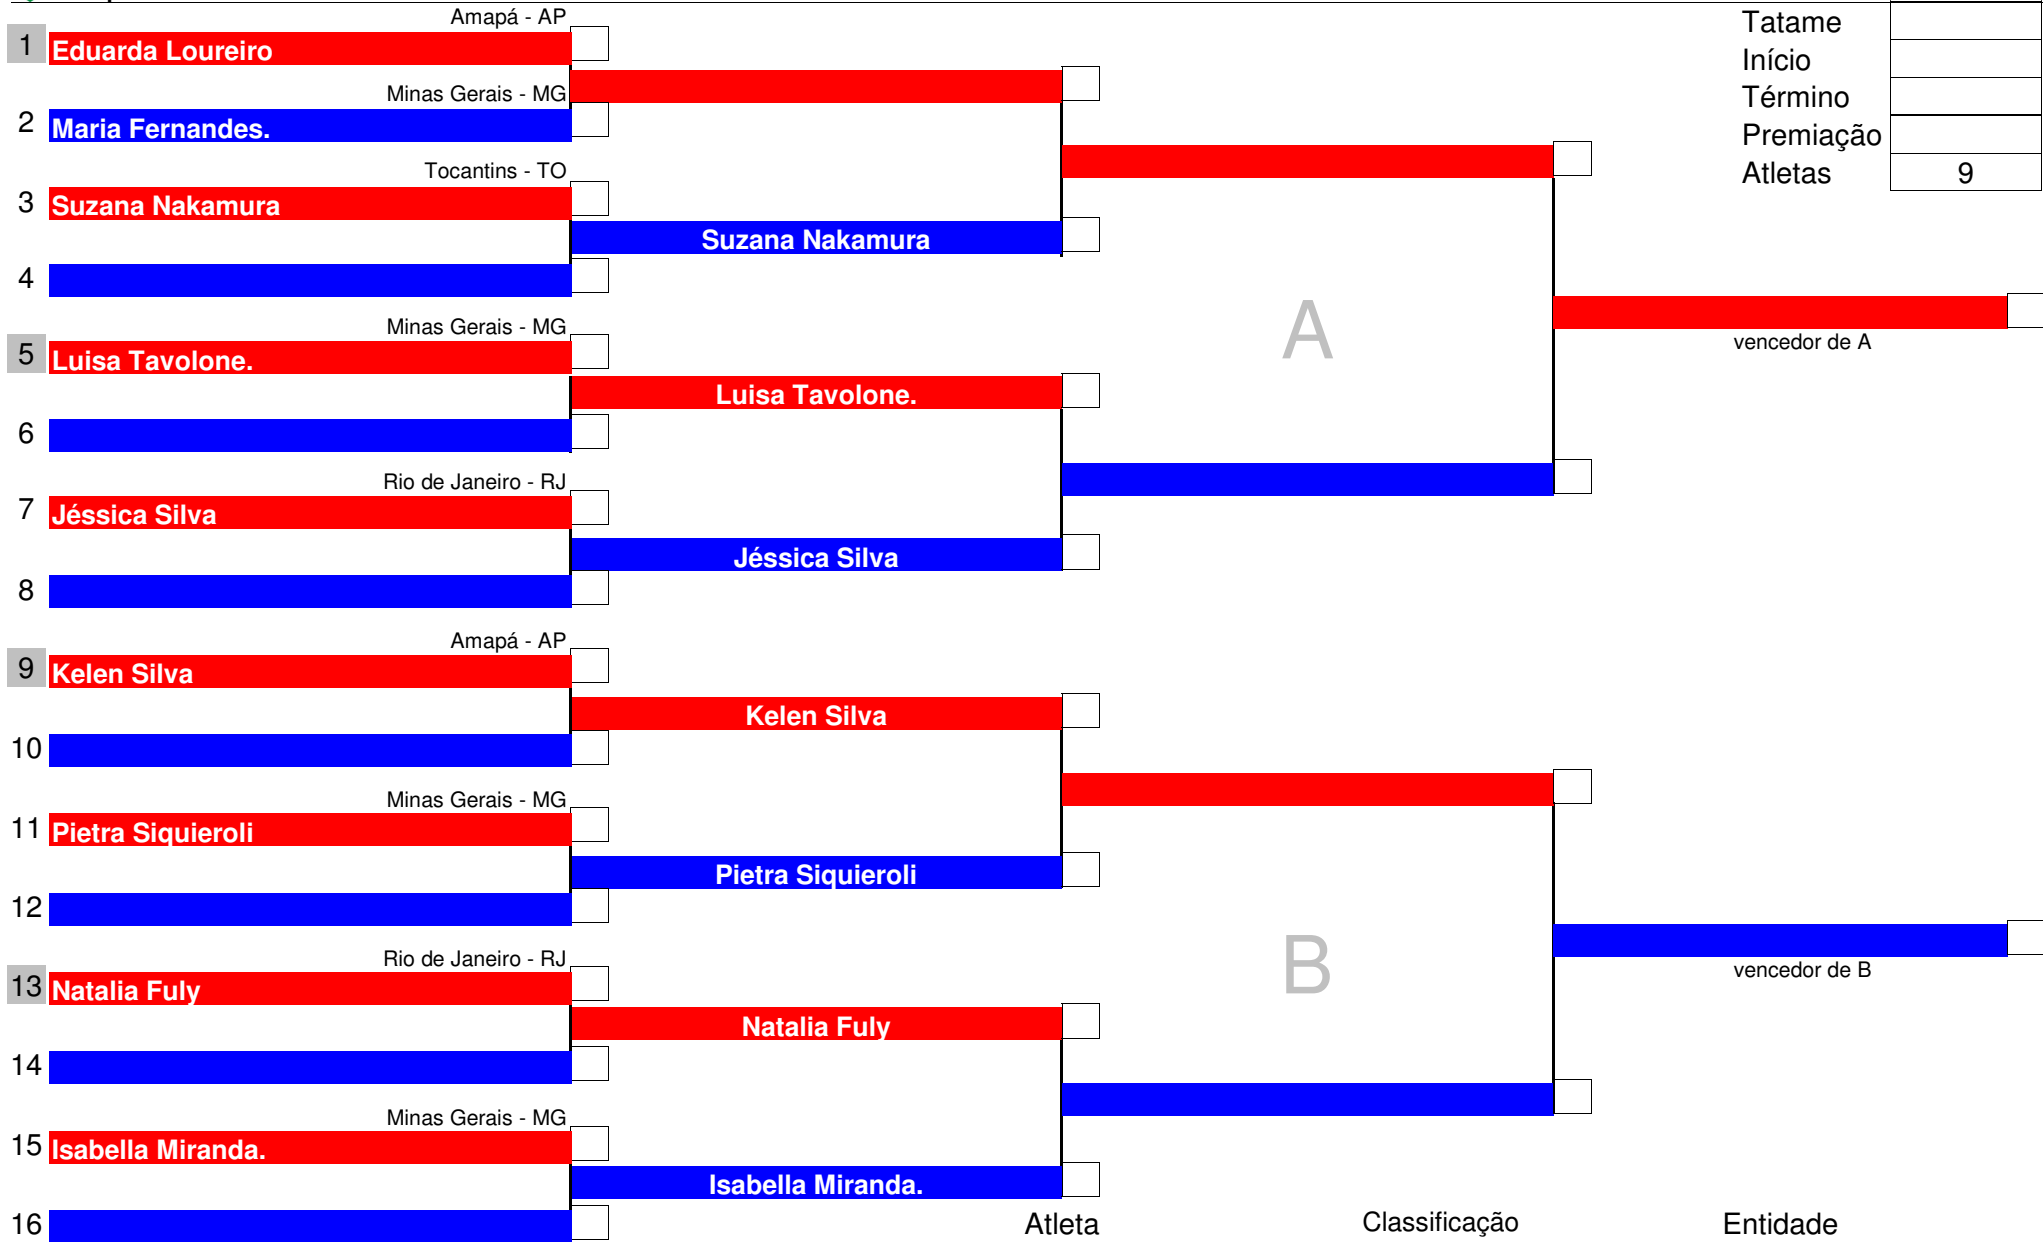 Amapá - AP
1 Eduarda Loureiro
Minas Gerais - MG
2 Maria Fernandes.
Tocantins - TO
3 Suzana Nakamura
Suzana Nakamura
4
Minas Gerais - MG
5 Luisa Tavolone.
Luisa Tavolone.
6
Rio de Janeiro - RJ
7 Jéssica Silva
Jéssica Silva
8
Amapá - AP
9 Kelen Silva
Kelen Silva
10
Minas Gerais - MG
11 Pietra Siquieroli
Pietra Siquieroli
12
Rio de Janeiro - RJ
13 Natalia Fuly
Natalia Fuly
14
Minas Gerais - MG
15 Isabella Miranda.
Isabella Miranda.
16
A
B
Tatame
Início
Término
Premiação
Atletas 9
vencedor de A
vencedor de B
Atleta Classificação Entidade